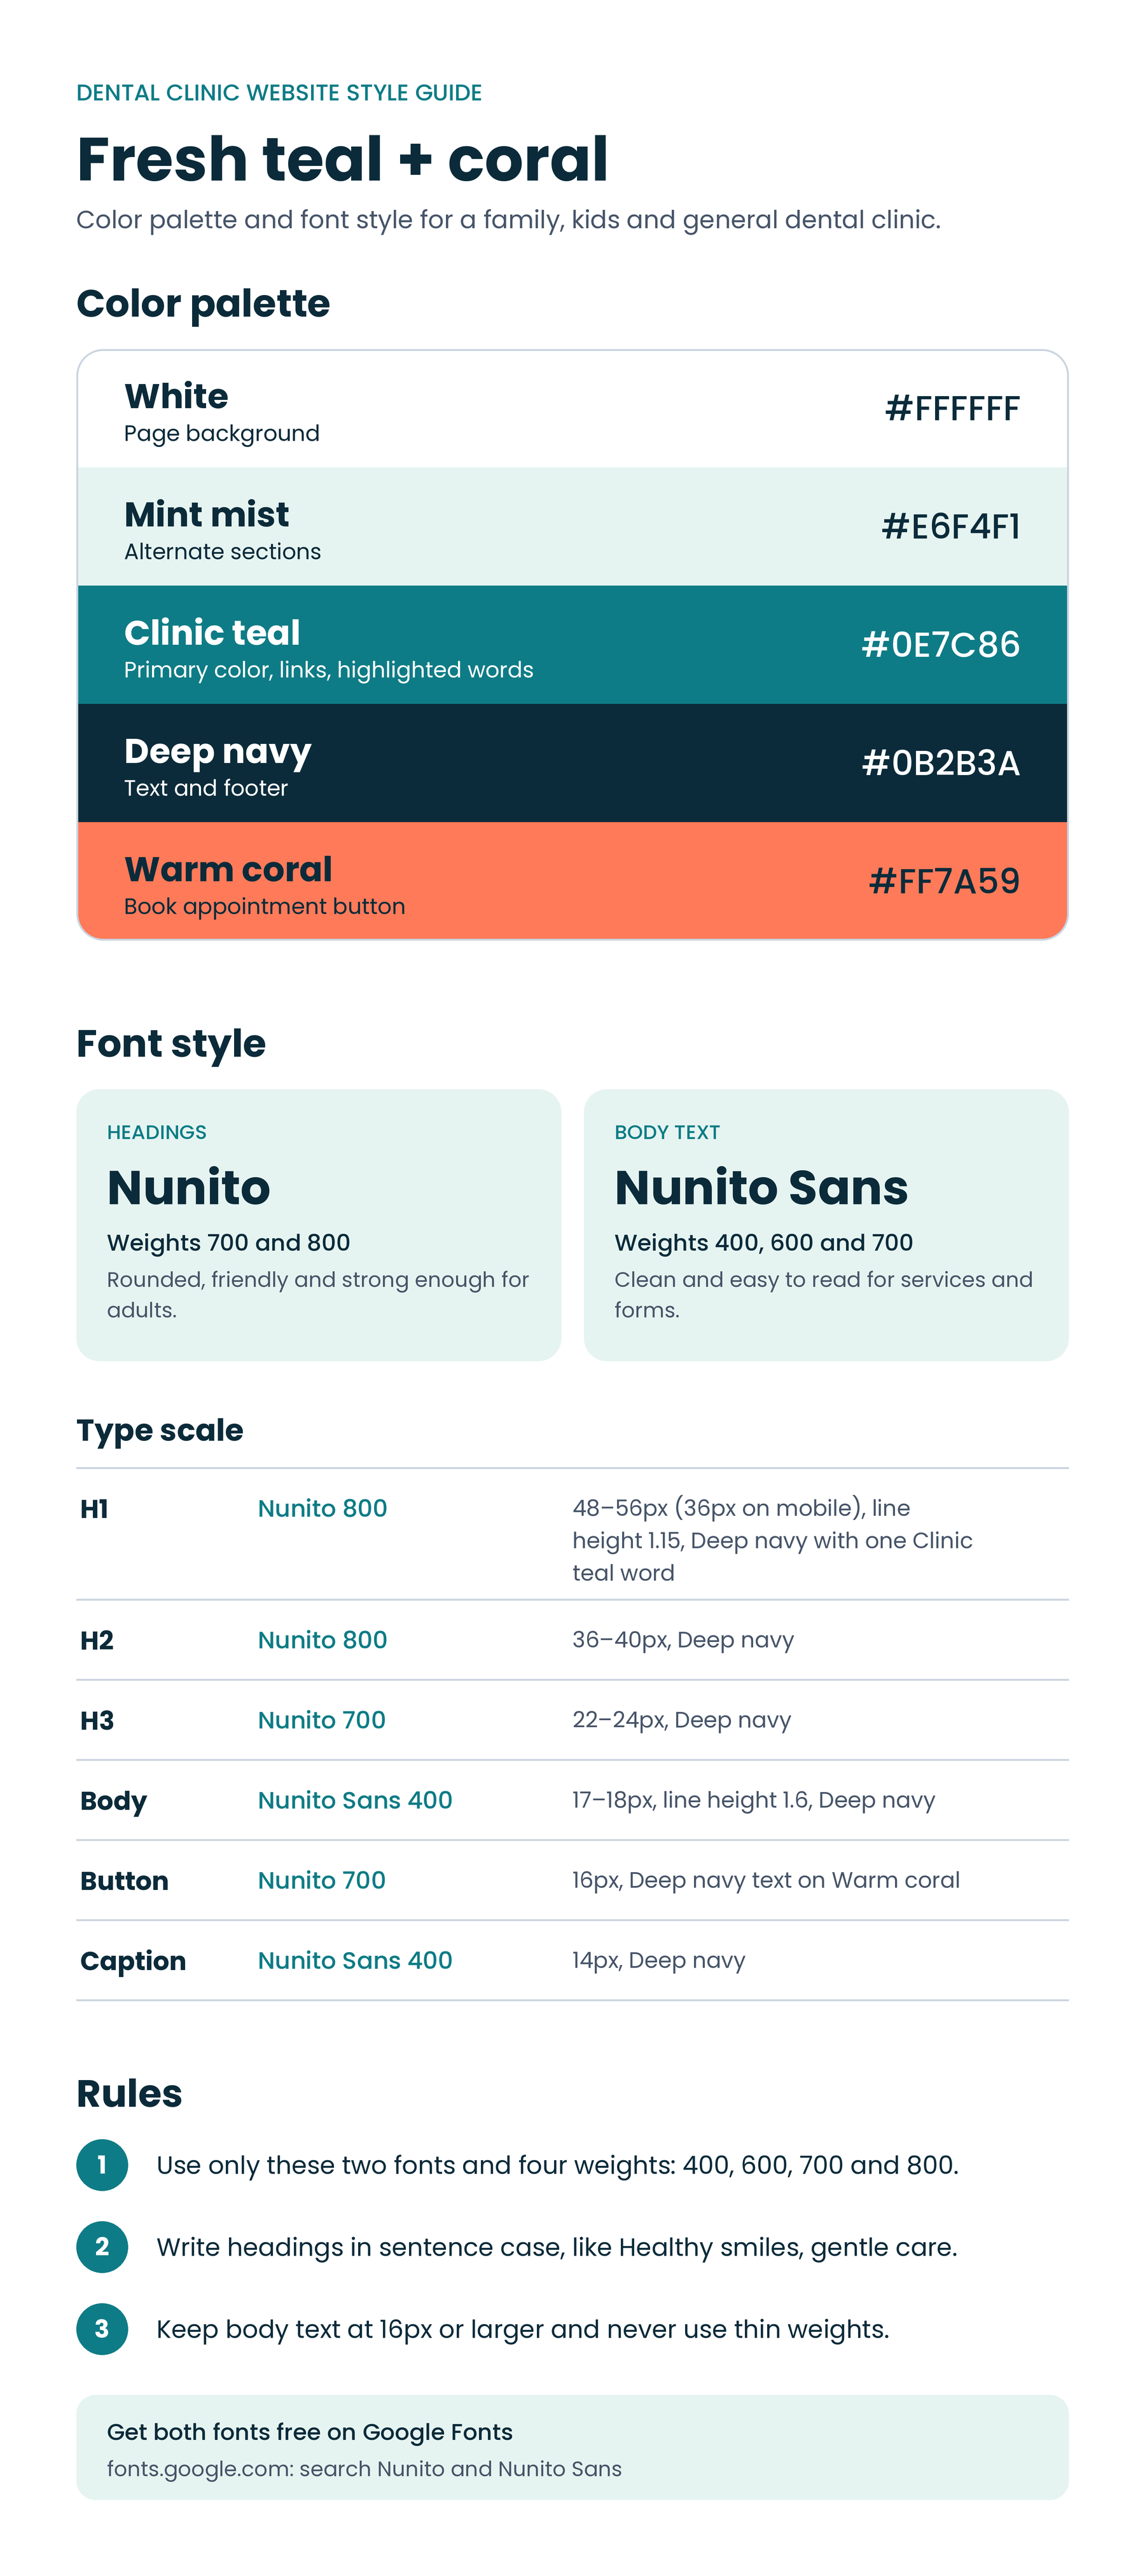 DENTAL CLINIC WEBSITE STYLE GUIDE
Fresh teal + coral
Color palette and font style for a family, kids and general dental clinic.
Color palette
White
Page background
#FFFFFF
Mint mist
Alternate sections
#E6F4F1
Clinic teal
Primary color, links, highlighted words
#0E7C86
Deep navy
Text and footer
#0B2B3A
Warm coral
Book appointment button
#FF7A59
Font style
HEADINGS
Nunito
Weights 700 and 800
Rounded, friendly and strong enough for
adults.
BODY TEXT
Nunito Sans
Weights 400, 600 and 700
Clean and easy to read for services and
forms.
Type scale
H1 Nunito 800 48–56px (36px on mobile), line
height 1.15, Deep navy with one Clinic
teal word
H2 Nunito 800 36–40px, Deep navy
H3 Nunito 700 22–24px, Deep navy
Body Nunito Sans 400 17–18px, line height 1.6, Deep navy
Button Nunito 700 16px, Deep navy text on Warm coral
Caption Nunito Sans 400 14px, Deep navy
Rules
1 Use only these two fonts and four weights: 400, 600, 700 and 800.
2 Write headings in sentence case, like Healthy smiles, gentle care.
3 Keep body text at 16px or larger and never use thin weights.
Get both fonts free on Google Fonts
fonts.google.com: search Nunito and Nunito Sans